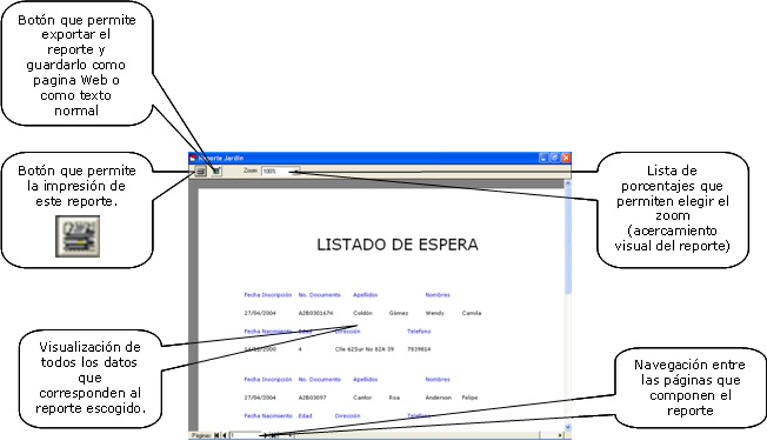 Botón que permite
exportar el
reporte y
guardarlo como
pagina Web o
como texto
normal
Botón que permite
la impresión de
este reporte.
Reporte Jardin
Zoom 100%
Lista de
porcentajes que
permiten elegir el
zoom
(acercamiento
visual del reporte)
LISTADO DE ESPERA
Fecha Inscripción No. Documento Apellidos Nombres
27/04/2004 A2B0301674 Coldón Gómez Wendy Camila
Fecha Nacimiento Edad Dirección Telefono
/2000 4 Clle 62Sur No 82A 39 7839814
Fecha Inscripción No. Documento Apellidos Nombres
27/04/2004 A2B03097 Cantor Roa Anderson Felipe
Fecha Nacimiento Edad Dirección Telefono
Visualización de
todos los datos
que
corresponden al
reporte escogido.
Navegación entre
las páginas que
componen el
reporte
Páginas: 1